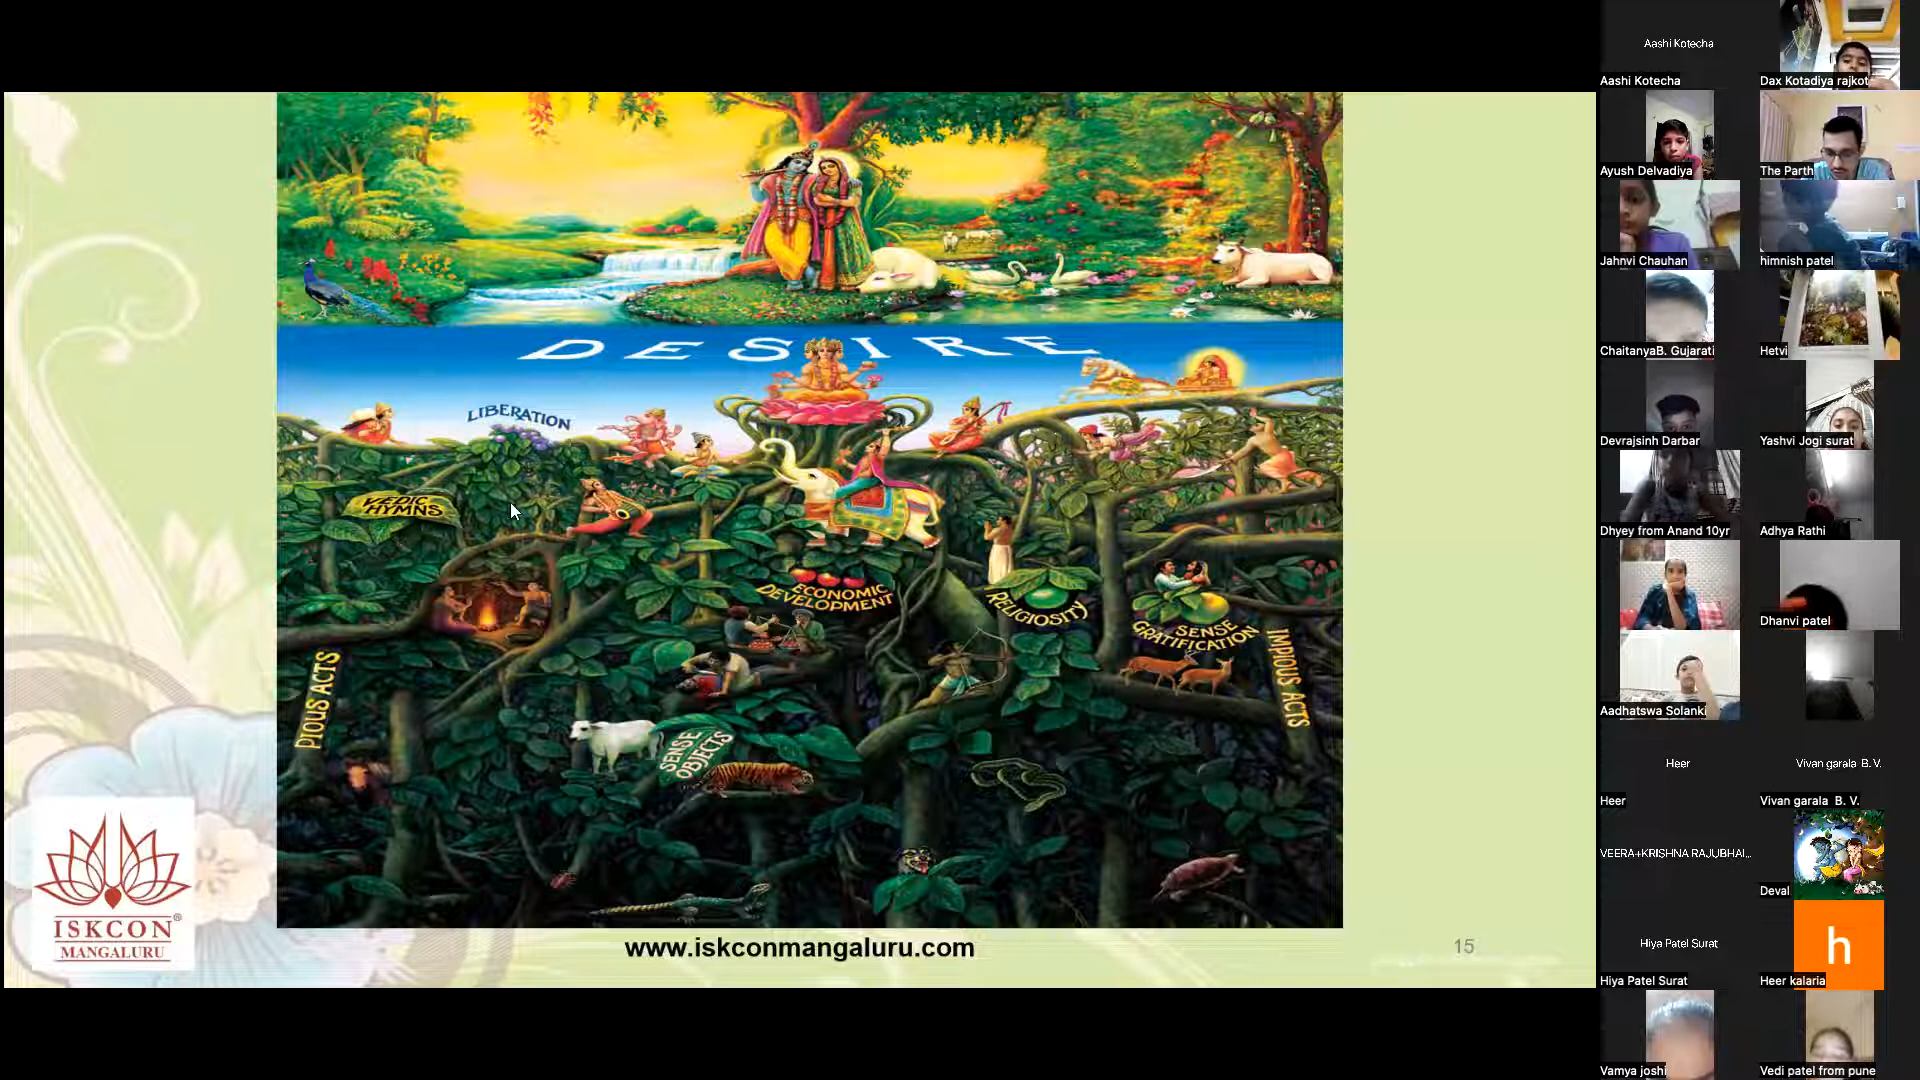 DESIRE
LIBERATION
VEDIC
HYMNS
ECONOMIC
DEVELOPMENT
RELIGIOSITY
SENSE
GRATIFICATION
PIOUS ACTS
IMPIOUS ACTS
SENSE
OBJECTS
ISKCON®
MANGALURU
www.iskconmangaluru.com
15
Aashi Kotecha
Aashi Kotecha
Dax Kotadiya rajkot
Ayush Delvadiya
The Parth
Jahnvi Chauhan
himnish patel
ChaitanyaB. Gujarati
Hetvi
Devrajsinh Darbar
Yashvi Jogi surat
Dhyey from Anand 10yr
Adhya Rathi
Dhanvi patel
Aadhatswa Solanki
Heer
Heer
Vivan garala B. V.
Vivan garala B. V.
VEERA+KRISHNA RAJUBHAI...
Deval
Hiya Patel Surat
Hiya Patel Surat
h
Heer kalaria
Vamya joshi
Vedi patel from pune